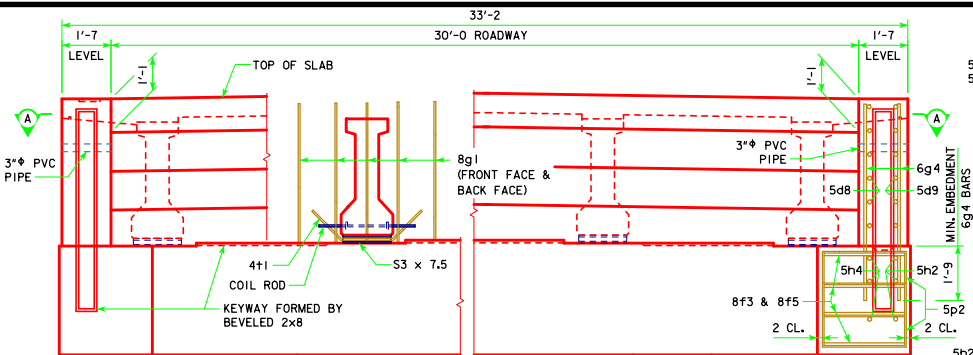 33'-2
1'-7
30'-0 ROADWAY
1'-7
LEVEL
LEVEL
1'-1
TOP OF SLAB
1'-1
5
5
A
A
3"Φ PVC
PIPE
8g1
(FRONT FACE &
BACK FACE)
3"Φ PVC
PIPE
6g4
5d8
5d9
MIN. EMBEDMENT
6g4 BARS
4t1
S3 x 7.5
COIL ROD
KEYWAY FORMED BY
BEVELED 2x8
5h4
5h2
1'-9
8f3 & 8f5
5p2
2 CL.
2 CL.
5h2